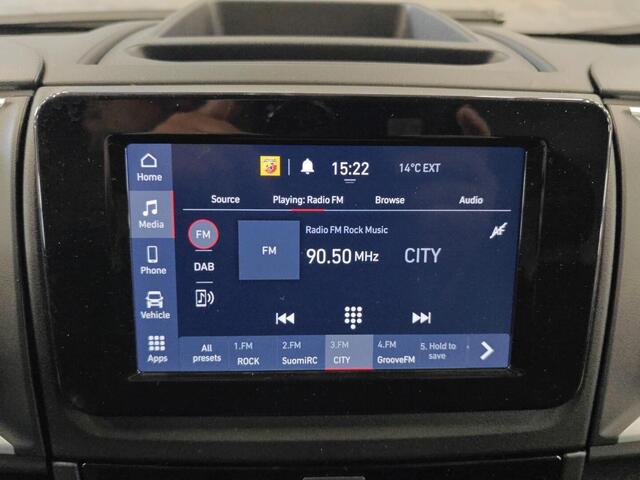 15:22 14°C EXT
Home
Source Playing: Radio FM Browse Audio
Media
FM
FM
Radio FM Rock Music
90.50 MHz CITY
AF
DAB
Phone
Vehicle
Apps
All presets
1.FM ROCK
2.FM SuomiRC
3.FM CITY
4.FM GrooveFM
5. Hold to save